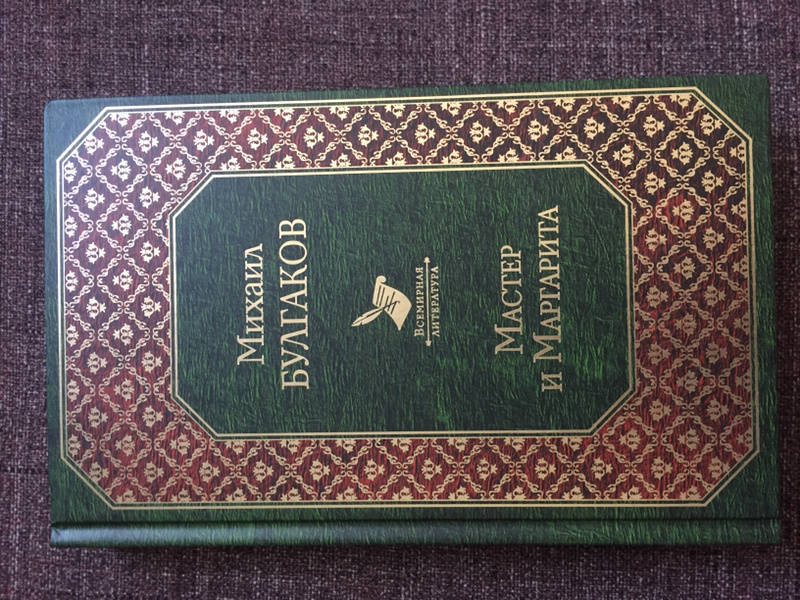 Михаил
БУЛГАКОВ
Всемирная
литература
Мастер
и Маргарита